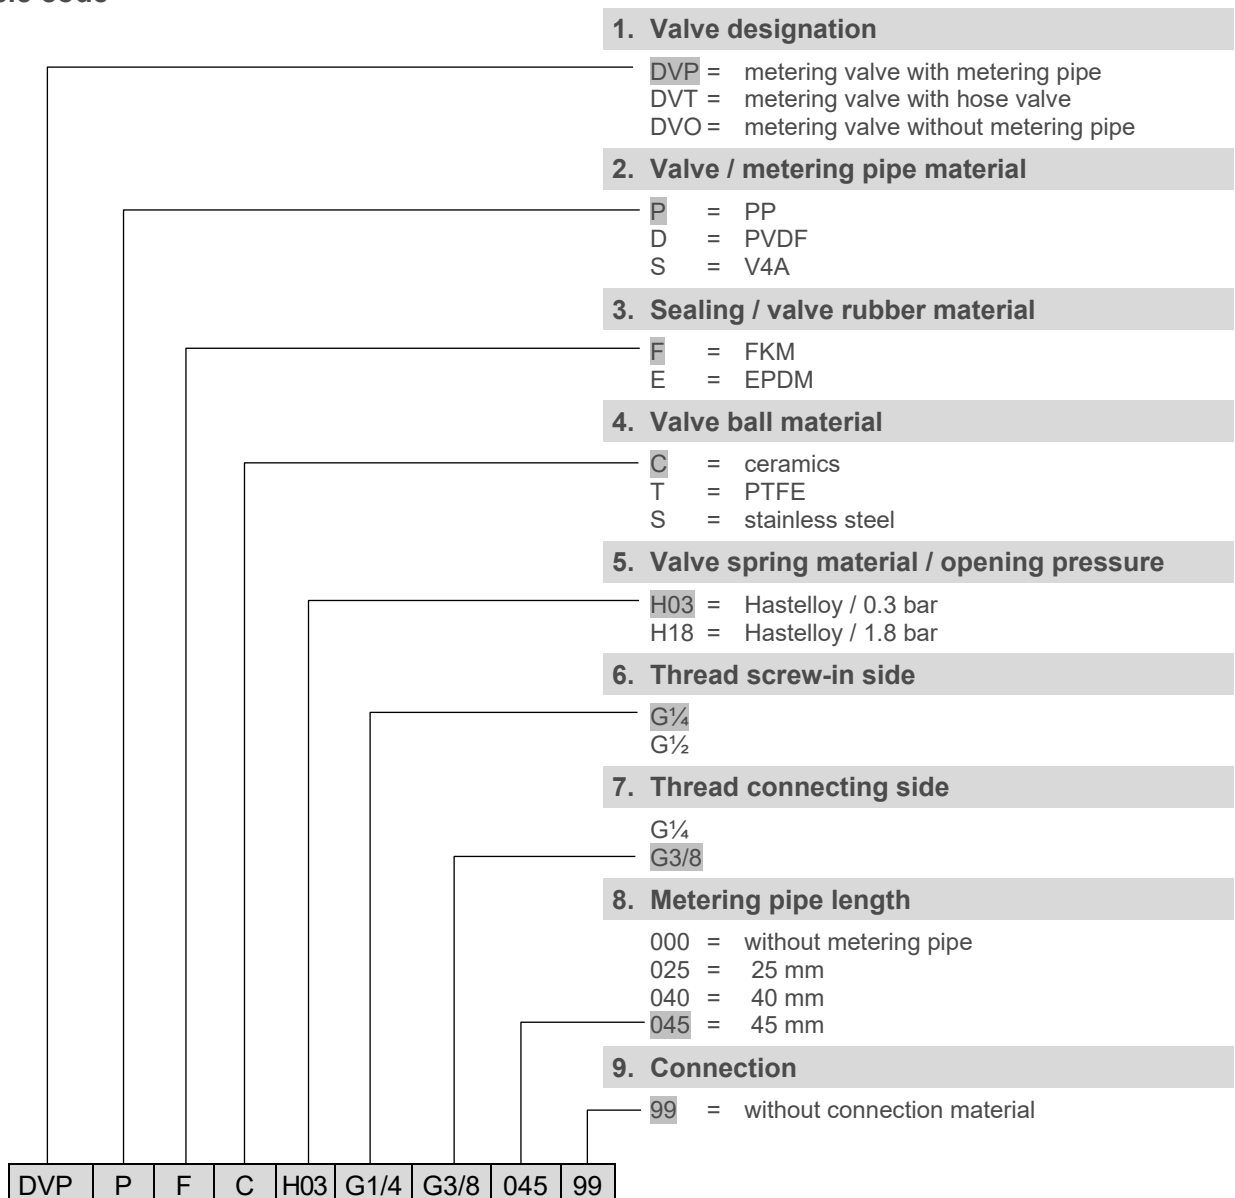 1. Valve designation
DVP = metering valve with metering pipe
DVT = metering valve with hose valve
DVO = metering valve without metering pipe
2. Valve / metering pipe material
P = PP
D = PVDF
S = V4A
3. Sealing / valve rubber material
F = FKM
E = EPDM
4. Valve ball material
C = ceramics
T = PTFE
S = stainless steel
5. Valve spring material / opening pressure
H03 = Hastelloy / 0.3 bar
H18 = Hastelloy / 1.8 bar
6. Thread screw-in side
G¼
G½
7. Thread connecting side
G¼
G3/8
8. Metering pipe length
000 = without metering pipe
025 = 25 mm
040 = 40 mm
045 = 45 mm
9. Connection
99 = without connection material
DVP P F C H03 G1/4 G3/8 045 99